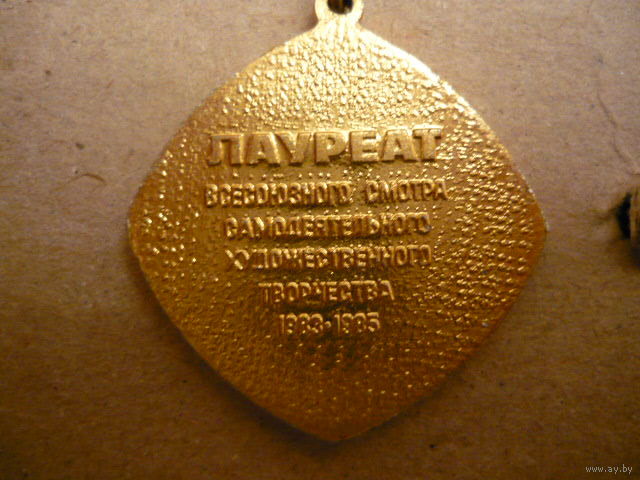 ЛАУРЕАТ
ВСЕСОЮЗНОГО СМОТРА
САМОДЕЯТЕЛЬНОГО
ХУДОЖЕСТВЕННОГО
ТВОРЧЕСТВА
1983-1985
www.ay.by